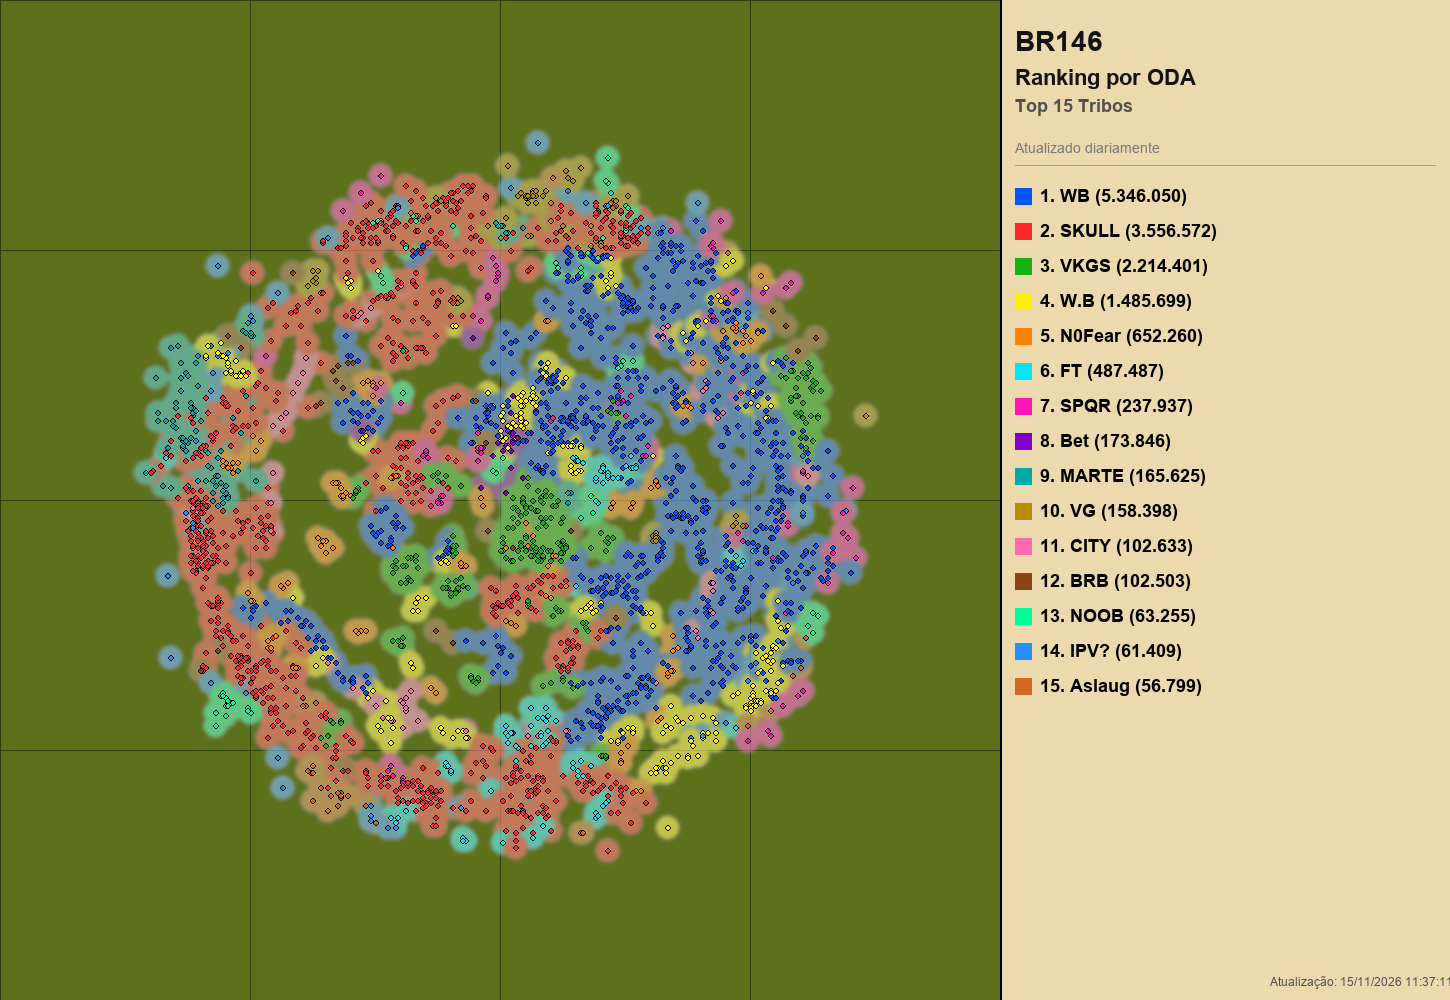 BR146
Ranking por ODA
Top 15 Tribos
Atualizado diariamente
1. WB (5.346.050)
2. SKULL (3.556.572)
3. VKGS (2.214.401)
4. W.B (1.485.699)
5. N0Fear (652.260)
6. FT (487.487)
7. SPQR (237.937)
8. Bet (173.846)
9. MARTE (165.625)
10. VG (158.398)
11. CITY (102.633)
12. BRB (102.503)
13. NOOB (63.255)
14. IPV? (61.409)
15. Aslaug (56.799)
Atualização: 15/11/2026 11:37:11